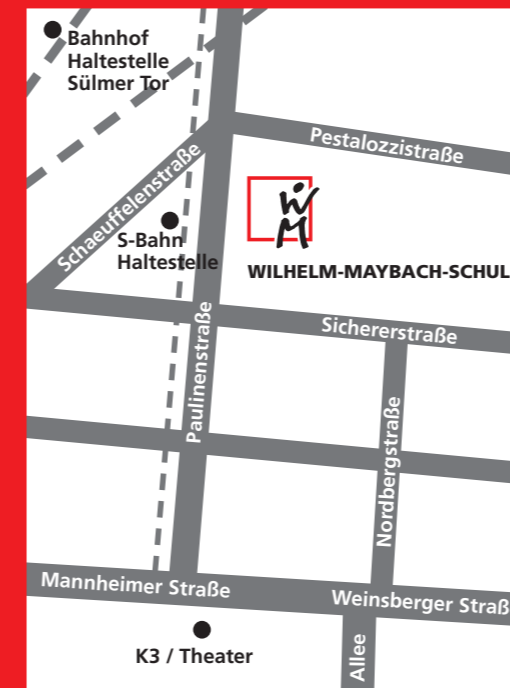 Bahnhof
Haltestelle
Sülmer Tor
Pestalozzistraße
Schaeuffelenstraße
WM
S-Bahn
Haltestelle
WILHELM-MAYBACH-SCHUL
Paulinenstraße
Sichererstraße
Nordbergstraße
Mannheimer Straße
Weinsberger Straß
K3 / Theater
Allee